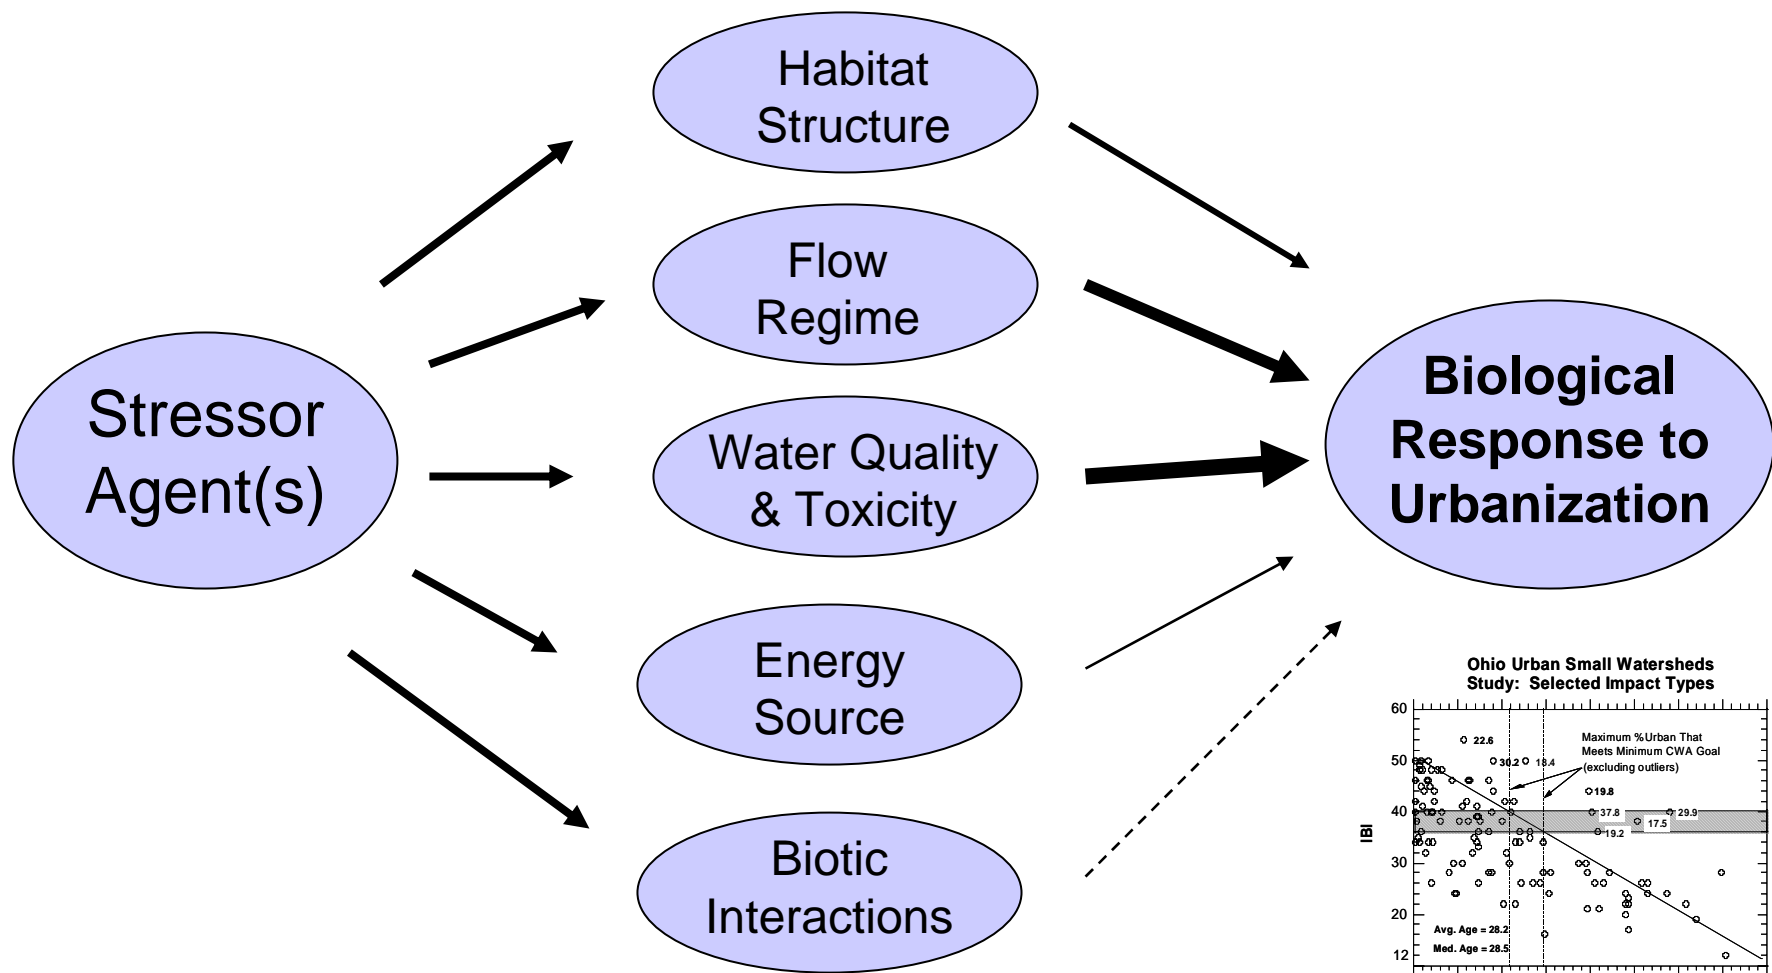 Habitat
Structure
Flow
Regime
Stressor
Agent(s)
Water Quality
& Toxicity
Biological
Response to
Urbanization
Energy
Source
Biotic
Interactions
Ohio Urban Small Watersheds
Study: Selected Impact Types
60
50
40
30
20
12
IBI
Maximum %Urban That
Meets Minimum CWA Goal
(excluding outliers)
22.6
30.2
18.4
19.8
37.8
29.9
17.5
19.2
Avg. Age = 28.2
Med. Age = 28.5